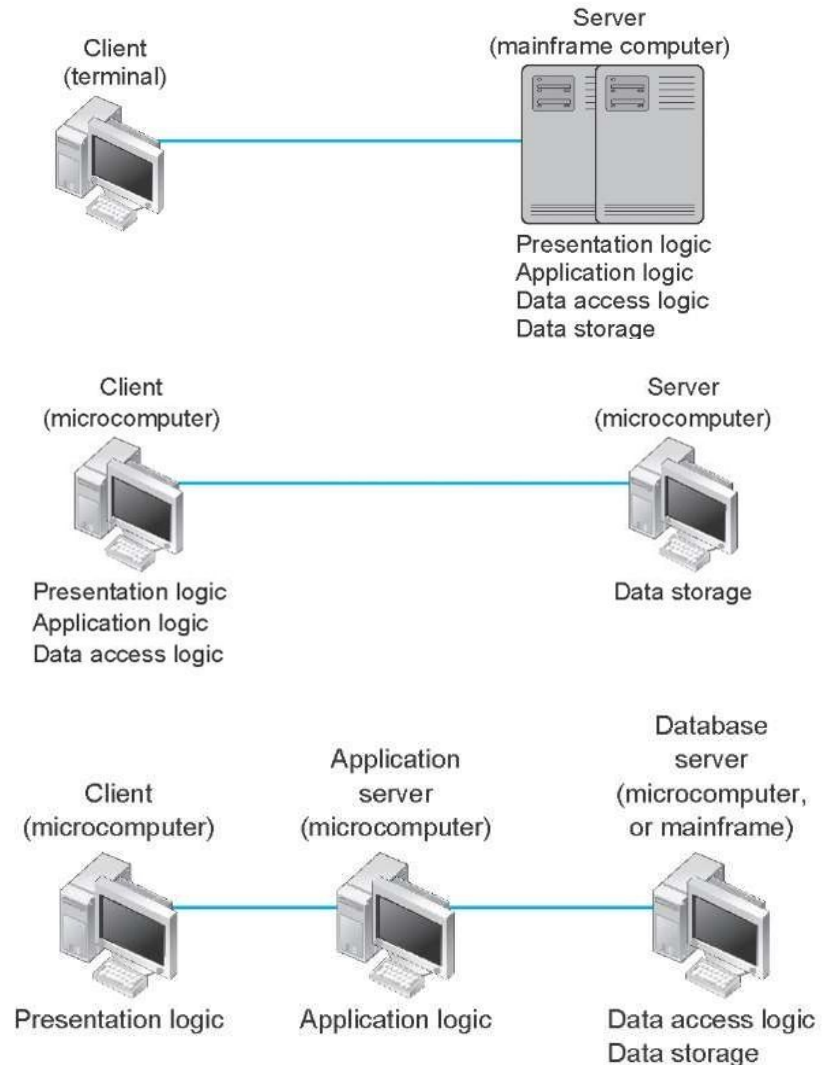 Client
(terminal)
Server
(mainframe computer)
Presentation logic
Application logic
Data access logic
Data storage
Client
(microcomputer)
Server
(microcomputer)
Presentation logic
Application logic
Data access logic
Data storage
Client
(microcomputer)
Application
server
(microcomputer)
Database
server
(microcomputer,
or mainframe)
Presentation logic
Application logic
Data access logic
Data storage